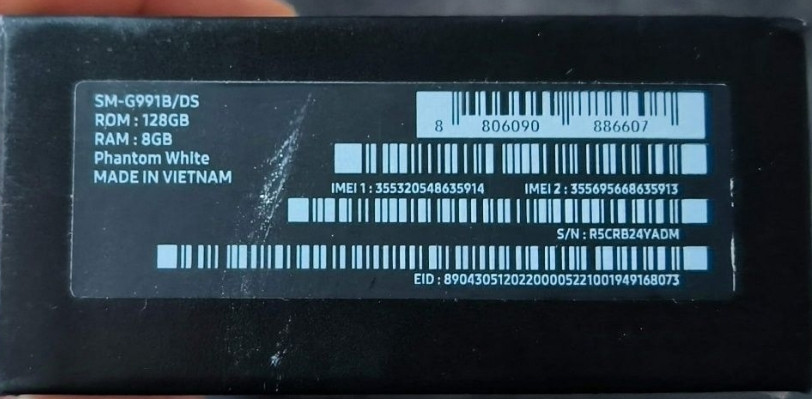 SM-G991B/DS
ROM : 128GB
RAM : 8GB
Phantom White
MADE IN VIETNAM
8 806090 886607
IMEI 1 : 355320548635914 IMEI 2 : 355695668635913
S/N : R5CRB24YADM
EID : 89043051202200005221001949168073